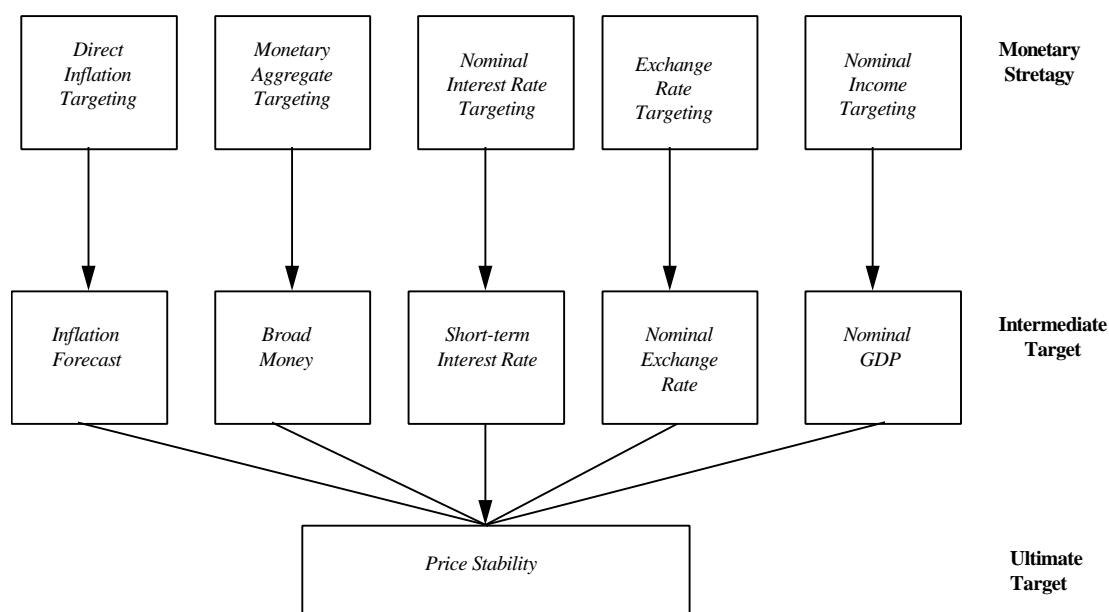 Direct
Inflation
Targeting
Monetary
Aggregate
Targeting
Nominal
Interest Rate
Targeting
Exchange
Rate
Targeting
Nominal
Income
Targeting
Monetary
Stretagy
Inflation
Forecast
Broad
Money
Short-term
Interest Rate
Nominal
Exchange
Rate
Nominal
GDP
Intermediate
Target
Price Stability
Ultimate
Target